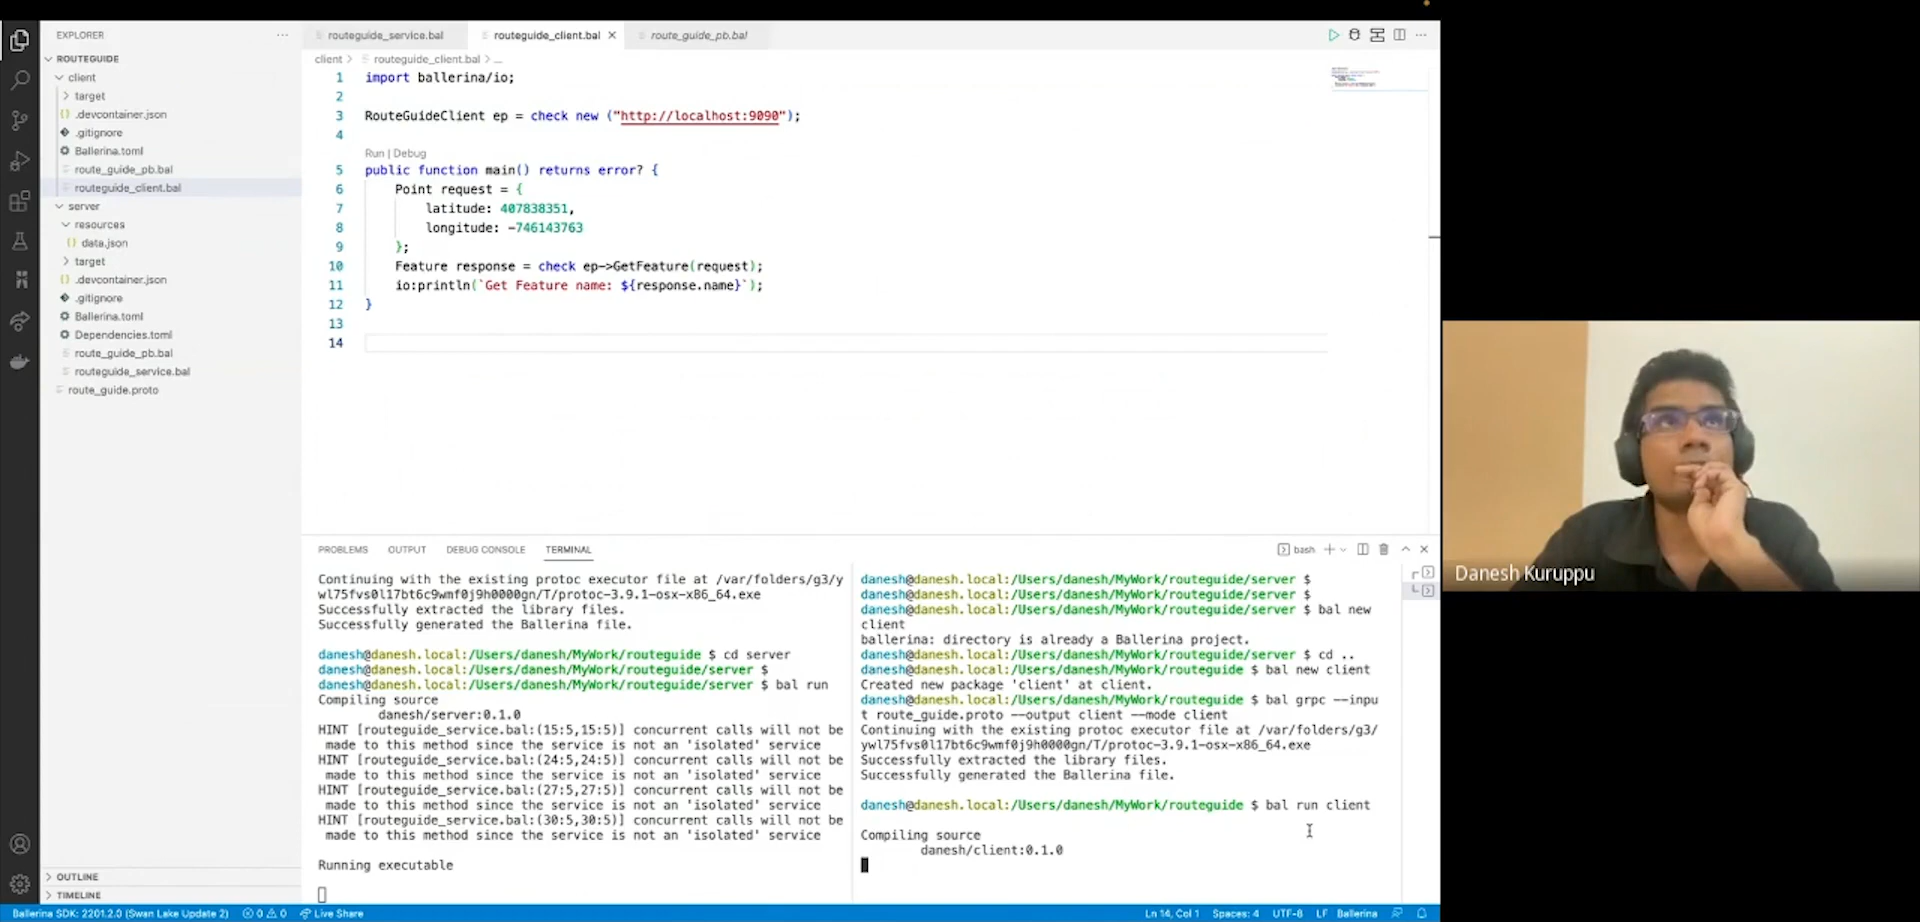 EXPLORER
ROUTEGUIDE
client
target
.devcontainer.json
.gitignore
Ballerina.toml
route_guide_pb.bal
routeguide_client.bal
server
resources
data.json
target
.devcontainer.json
.gitignore
Ballerina.toml
Dependencies.toml
route_guide_pb.bal
routeguide_service.bal
route_guide.proto
OUTLINE
TIMELINE
routeguide_service.bal
routeguide_client.bal
route_guide_pb.bal
client > routeguide_client.bal > ...
1 import ballerina/io;
2
3 RouteGuideClient ep = check new ("http://localhost:9090");
4
Run | Debug
5 public function main() returns error? {
6 Point request = {
7 latitude: 407838351,
8 longitude: -746143763
9 };
10 Feature response = check ep->GetFeature(request);
11 io:println(`Get Feature name: ${response.name}`);
12 }
13
14
PROBLEMS OUTPUT DEBUG CONSOLE TERMINAL
bash
Continuing with the existing protoc executor file at /var/folders/g3/y
wl75fvs0l17bt6c9wmf0j9h0000gn/T/protoc-3.9.1-osx-x86_64.exe
Successfully extracted the library files.
Successfully generated the Ballerina file.
danesh@danesh.local:/Users/danesh/MyWork/routeguide $ cd server
danesh@danesh.local:/Users/danesh/MyWork/routeguide/server $
danesh@danesh.local:/Users/danesh/MyWork/routeguide/server $ bal run
Compiling source
danesh/server:0.1.0
HINT [routeguide_service.bal:(15:5,15:5)] concurrent calls will not be
made to this method since the service is not an 'isolated' service
HINT [routeguide_service.bal:(24:5,24:5)] concurrent calls will not be
made to this method since the service is not an 'isolated' service
HINT [routeguide_service.bal:(27:5,27:5)] concurrent calls will not be
made to this method since the service is not an 'isolated' service
HINT [routeguide_service.bal:(30:5,30:5)] concurrent calls will not be
made to this method since the service is not an 'isolated' service
Running executable
danesh@danesh.local:/Users/danesh/MyWork/routeguide/server $
danesh@danesh.local:/Users/danesh/MyWork/routeguide/server $
danesh@danesh.local:/Users/danesh/MyWork/routeguide/server $ bal new
client
ballerina: directory is already a Ballerina project.
danesh@danesh.local:/Users/danesh/MyWork/routeguide/server $ cd ..
danesh@danesh.local:/Users/danesh/MyWork/routeguide $ bal new client
Created new package 'client' at client.
danesh@danesh.local:/Users/danesh/MyWork/routeguide $ bal grpc --inpu
t route_guide.proto --output client --mode client
Continuing with the existing protoc executor file at /var/folders/g3/
ywl75fvs0l17bt6c9wmf0j9h0000gn/T/protoc-3.9.1-osx-x86_64.exe
Successfully extracted the library files.
Successfully generated the Ballerina file.
danesh@danesh.local:/Users/danesh/MyWork/routeguide $ bal run client
Compiling source
danesh/client:0.1.0
Ballerina SDK: 2201.2.0 (Swan Lake Update 2) 0 0 Live Share
Ln 14, Col 1 Spaces: 4 UTF-8 LF Ballerina
Danesh Kuruppu